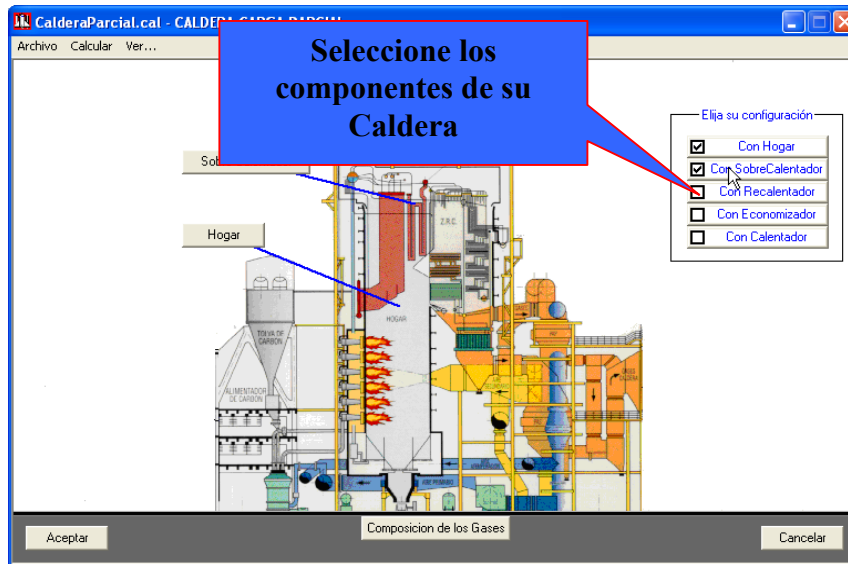 CalderaParcial.cal - CALDERA CARGA PARCIAL
Archivo Calcular Ver...
Seleccione los
componentes de su
Caldera
Elija su configuración
Con Hogar
Con SobreCalentador
Con Recalentador
Con Economizador
Con Calentador
Hogar
Z.R.C.
HOGAR
TOLVA DE
CARBON
ALIMENTADOR
DE CARBON
AIRE PRIMARIO
Aceptar
Composicion de los Gases
Cancelar